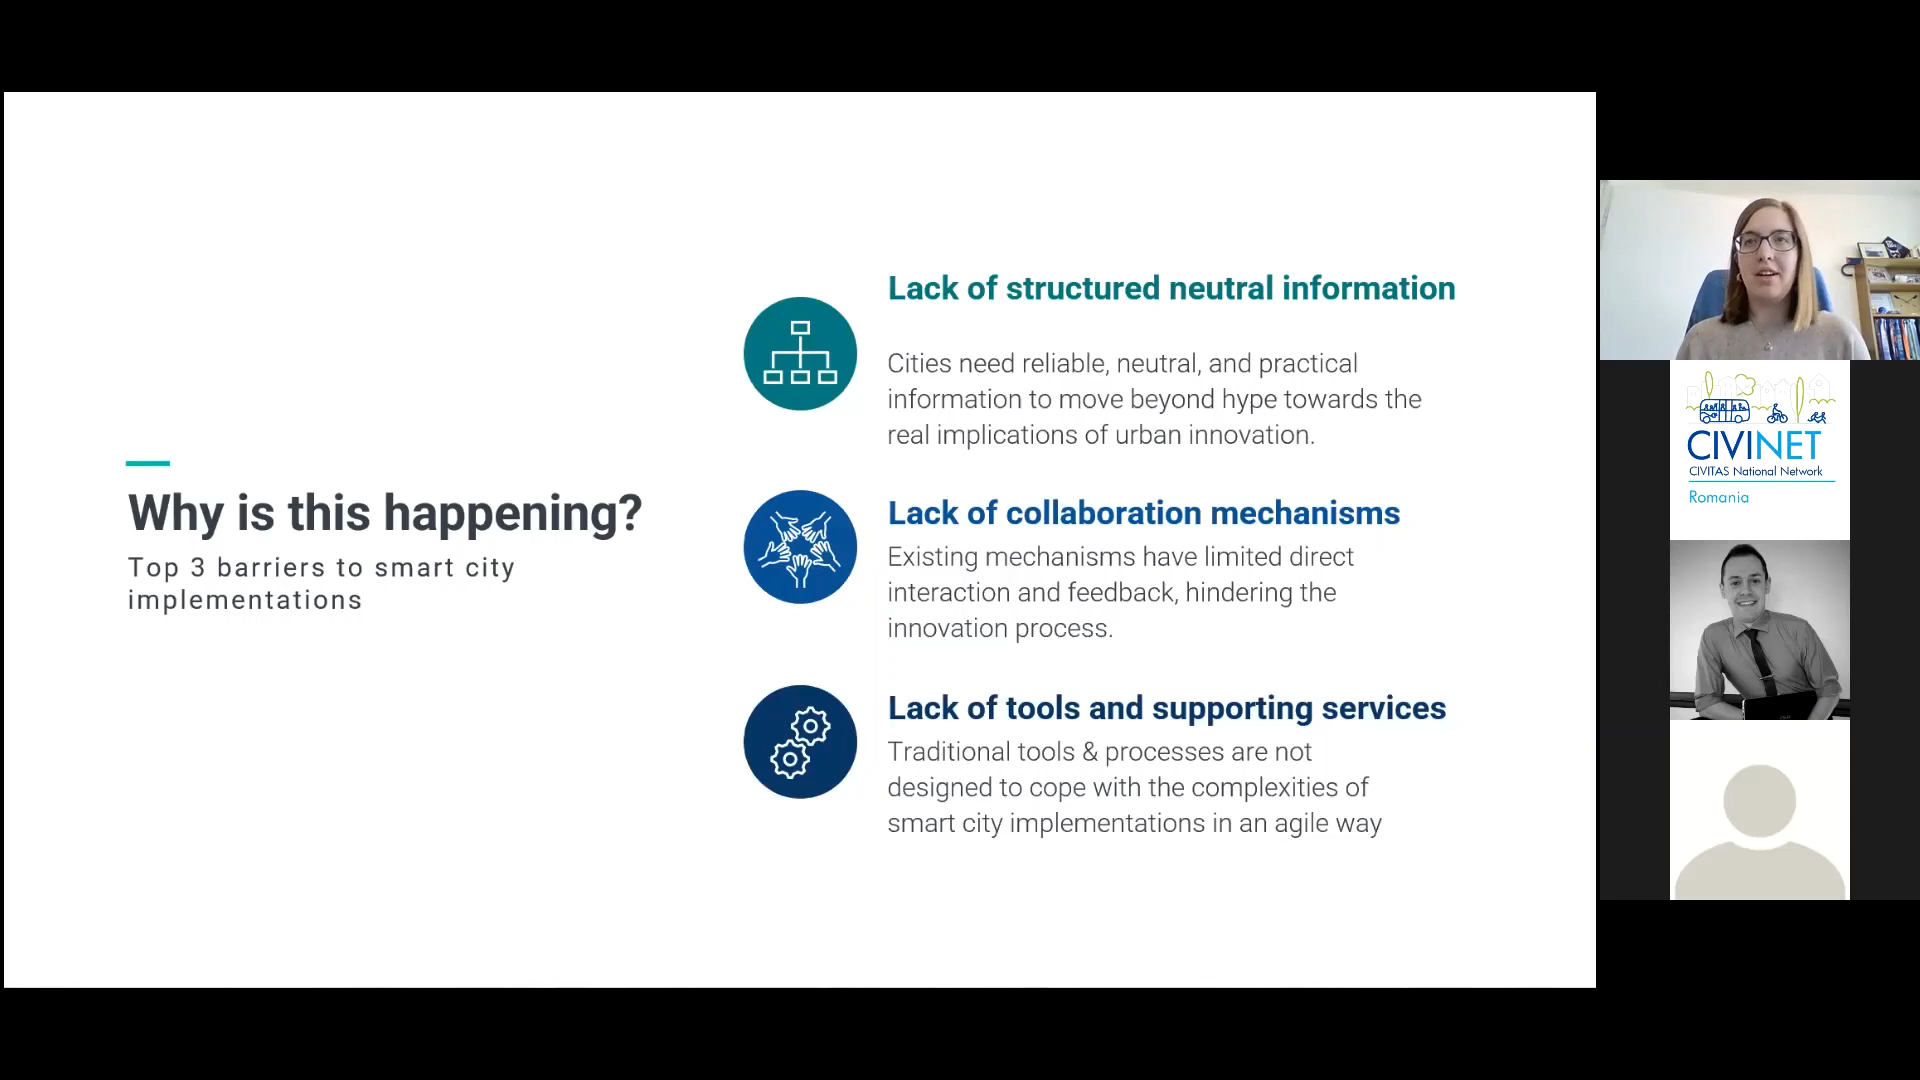 Why is this happening?
Top 3 barriers to smart city
implementations
Lack of structured neutral information
Cities need reliable, neutral, and practical
information to move beyond hype towards the
real implications of urban innovation.
Lack of collaboration mechanisms
Existing mechanisms have limited direct
interaction and feedback, hindering the
innovation process.
Lack of tools and supporting services
Traditional tools & processes are not
designed to cope with the complexities of
smart city implementations in an agile way
CIVINET
CIVITAS National Network
Romania